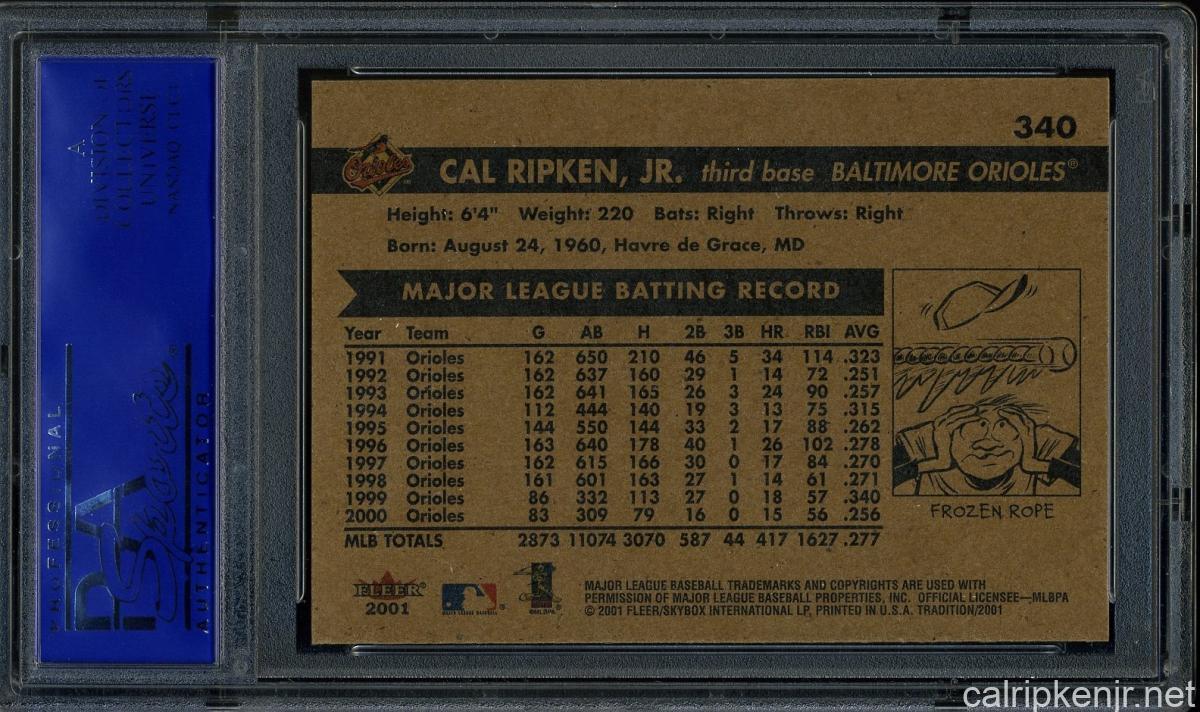 A
DIVISION OF
COLLECTORS
UNIVERSE
NASDAQ: CLCT
PROFESSIONAL
PSA
AUTHENTICATOR
340
Orioles
CAL RIPKEN, JR. third base BALTIMORE ORIOLES®
Height: 6'4" Weight: 220 Bats: Right Throws: Right
Born: August 24, 1960, Havre de Grace, MD
MAJOR LEAGUE BATTING RECORD
Year Team G AB H 2B 3B HR RBI AVG
1991 Orioles 162 650 210 46 5 34 114 .323
1992 Orioles 162 637 160 29 1 14 72 .251
1993 Orioles 162 641 165 26 3 24 90 .257
1994 Orioles 112 444 140 19 3 13 75 .315
1995 Orioles 144 550 144 33 2 17 88 .262
1996 Orioles 163 640 178 40 1 26 102 .278
1997 Orioles 162 615 166 30 0 17 84 .270
1998 Orioles 161 601 163 27 1 14 61 .271
1999 Orioles 86 332 113 27 0 18 57 .340
2000 Orioles 83 309 79 16 0 15 56 .256
MLB TOTALS 2873 11074 3070 587 44 417 1627 .277
FROZEN ROPE
FLEER
2001
MAJOR LEAGUE BASEBALL TRADEMARKS AND COPYRIGHTS ARE USED WITH
PERMISSION OF MAJOR LEAGUE BASEBALL PROPERTIES, INC. OFFICIAL LICENSEE—MLBPA
© 2001 FLEER/SKYBOX INTERNATIONAL LP, PRINTED IN U.S.A. TRADITION/2001
calripkenjr.net